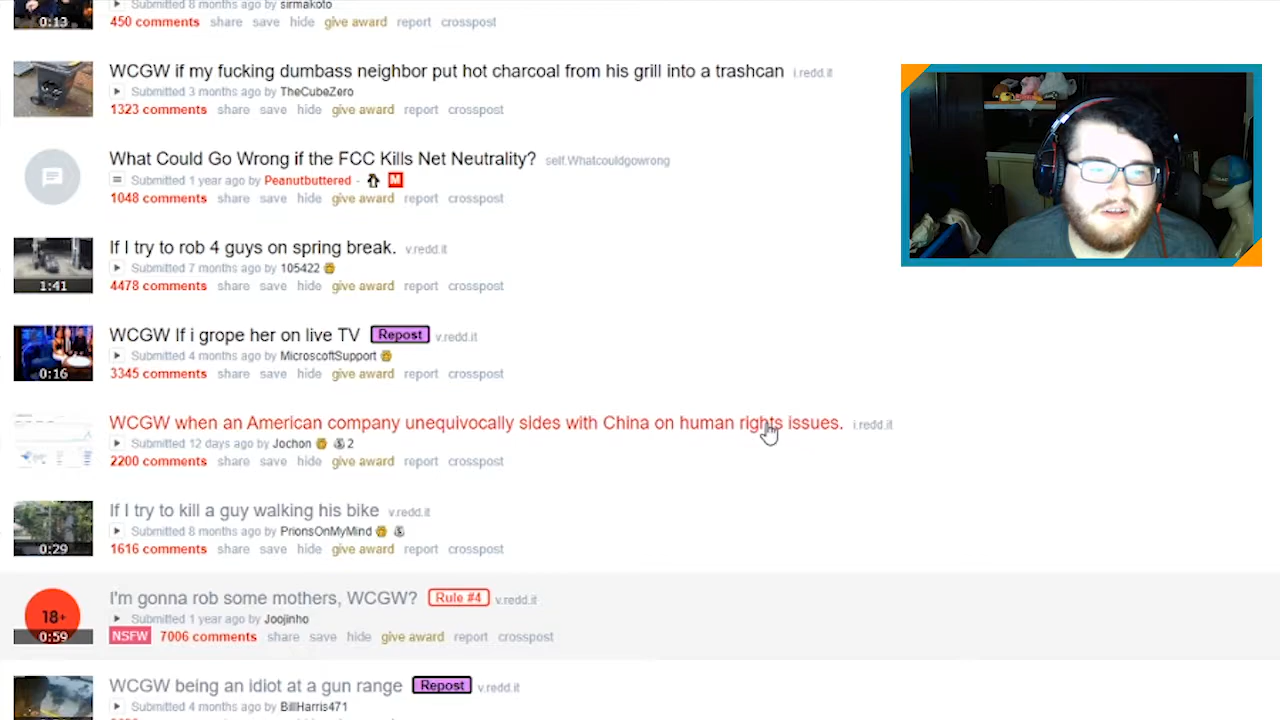 Submitted 8 months ago by sirmakoto
0:13
450 comments share save hide give award report crosspost
WCGW if my fucking dumbass neighbor put hot charcoal from his grill into a trashcan i.redd.it
Submitted 3 months ago by TheCubeZero
1323 comments share save hide give award report crosspost
What Could Go Wrong if the FCC Kills Net Neutrality? self.Whatcouldgowrong
Submitted 1 year ago by Peanutbuttered - M
1048 comments share save hide give award report crosspost
If I try to rob 4 guys on spring break. v.redd.it
Submitted 7 months ago by 105422
1:41
4478 comments share save hide give award report crosspost
WCGW If i grope her on live TV Repost v.redd.it
Submitted 4 months ago by MicroscoftSupport
0:16
3345 comments share save hide give award report crosspost
WCGW when an American company unequivocally sides with China on human rights issues. i.redd.it
Submitted 12 days ago by Jochon 2
2200 comments share save hide give award report crosspost
If I try to kill a guy walking his bike v.redd.it
Submitted 8 months ago by PrionsOnMyMind
0:29
1616 comments share save hide give award report crosspost
I'm gonna rob some mothers, WCGW? Rule #4 v.redd.it
18+
Submitted 1 year ago by Joojinho
0:59
NSFW 7006 comments share save hide give award report crosspost
WCGW being an idiot at a gun range Repost v.redd.it
Submitted 4 months ago by BillHarris471